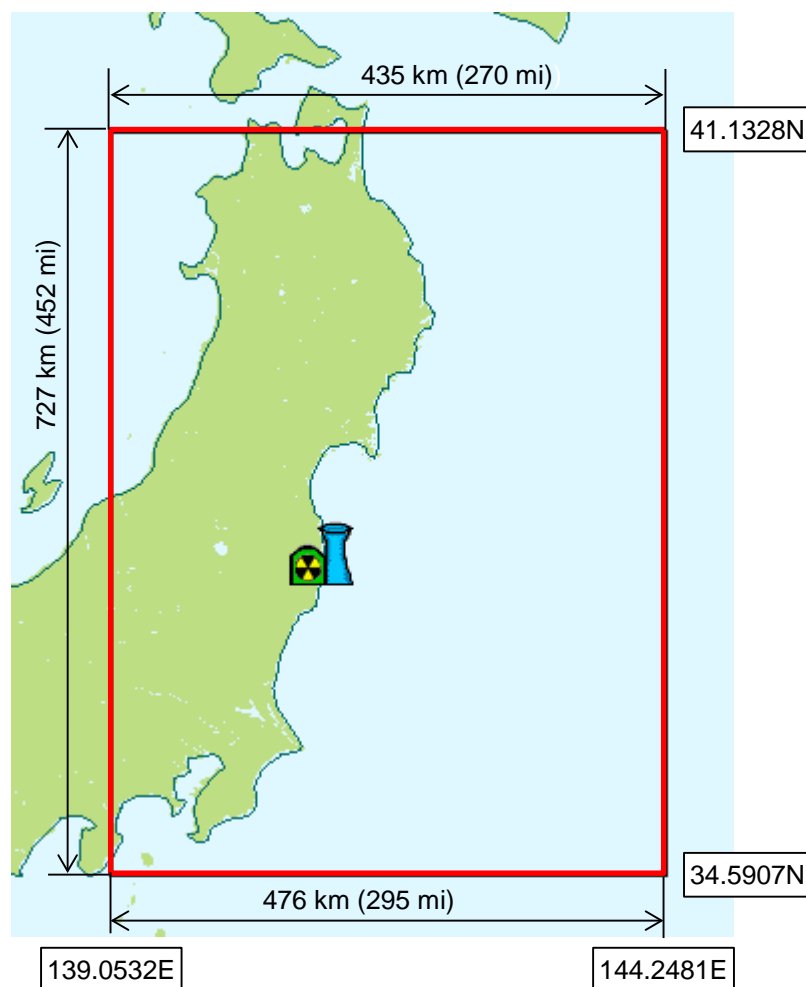 435 km (270 mi)
41.1328N
727 km (452 mi)
34.5907N
476 km (295 mi)
139.0532E
144.2481E